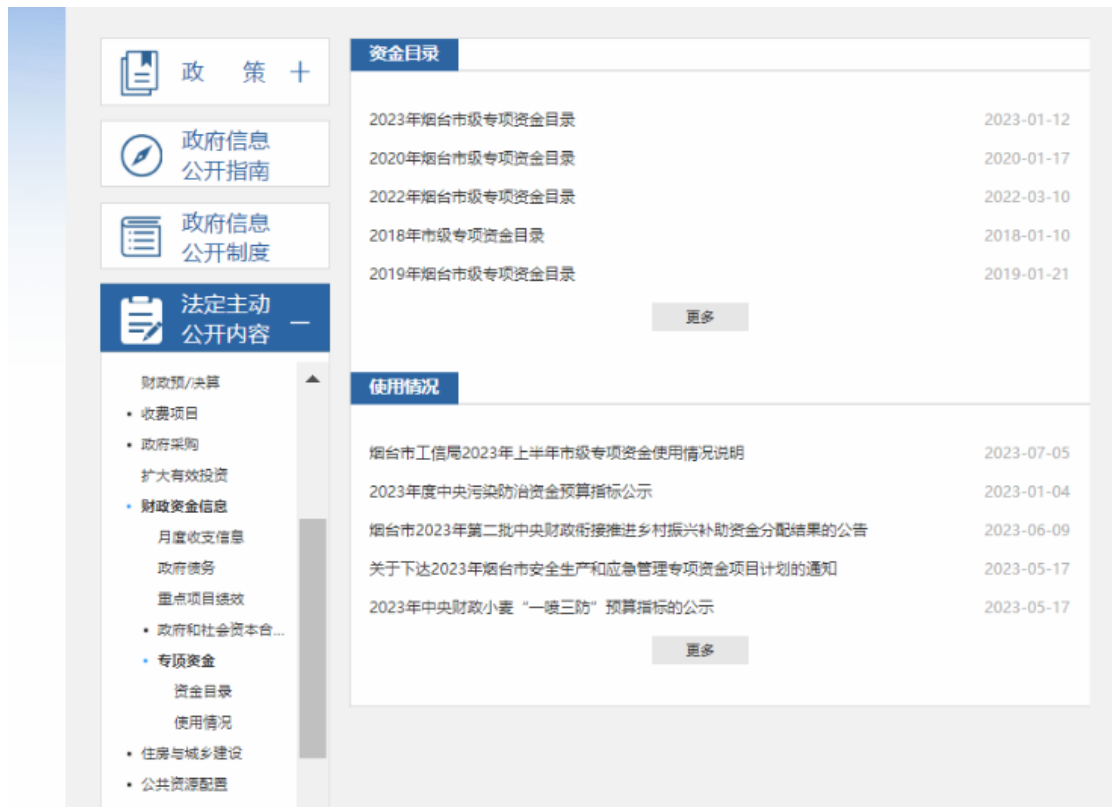 政 策
政府信息
公开指南
政府信息
公开制度
法定主动
公开内容
财政预/决算
收费项目
政府采购
扩大有效投资
财政资金信息
月度收支信息
政府债务
重点项目绩效
政府和社会资本合...
专项资金
资金目录
使用情况
住房与城乡建设
公共资源配置
资金目录
2023年烟台市级专项资金目录 2023-01-12
2020年烟台市级专项资金目录 2020-01-17
2022年烟台市级专项资金目录 2022-03-10
2018年市级专项资金目录 2018-01-10
2019年烟台市级专项资金目录 2019-01-21
更多
使用情况
烟台市工信局2023年上半年市级专项资金使用情况说明 2023-07-05
2023年度中央污染防治资金预算指标公示 2023-01-04
烟台市2023年第二批中央财政衔接推进乡村振兴补助资金分配结果的公告 2023-06-09
关于下达2023年烟台市安全生产和应急管理专项资金项目计划的通知 2023-05-17
2023年中央财政小麦“一喷三防”预算指标的公示 2023-05-17
更多